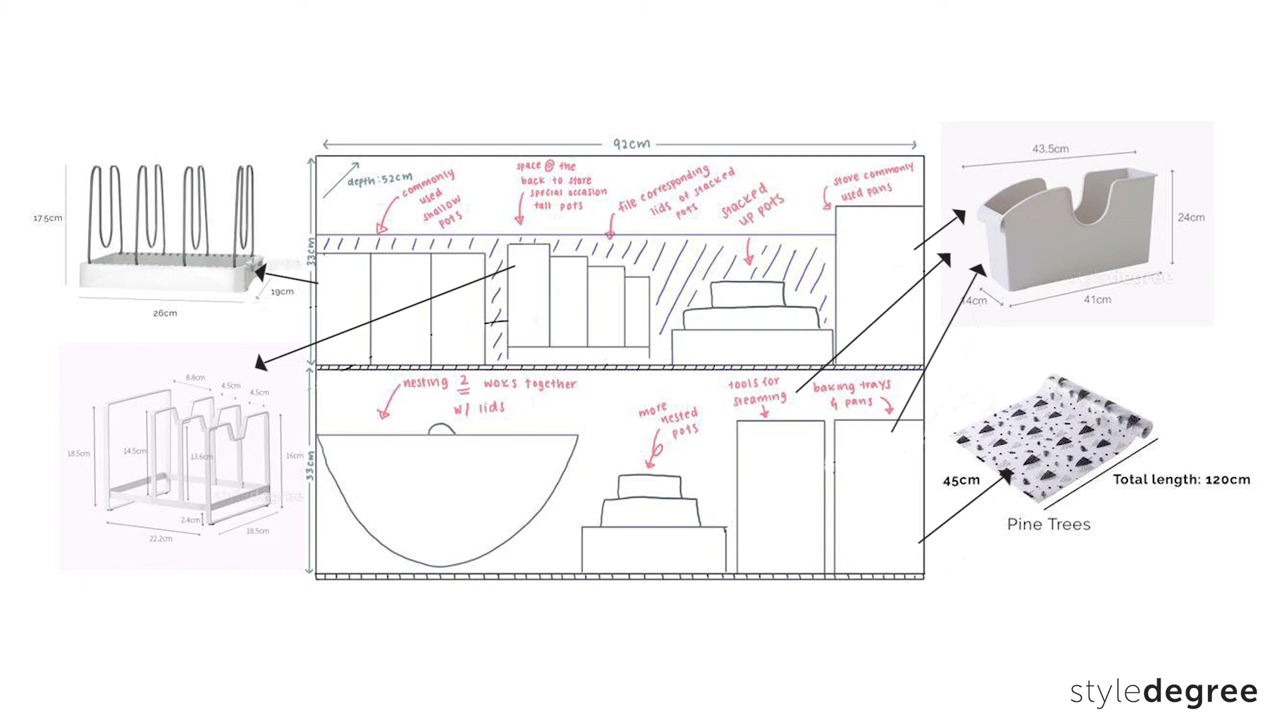 92cm
depth: 52cm
33cm
33cm
commonly
used
shallow
pots
space @ the
back to store
special occasion
tall pots
file corresponding
lids of stacked
pots
stacked
up pots
store commonly
used pans
nesting 2 woks together
w/ lids
more
nested
pots
tools for
steaming
baking trays
& pans
17.5cm
19cm
26cm
8.8cm
4.5cm
4.5cm
18.5cm
14.5cm
13.6cm
16cm
2.4cm
22.2cm
18.5cm
43.5cm
24cm
14cm
41cm
styledegree
45cm
Total length: 120cm
Pine Trees
styledegree